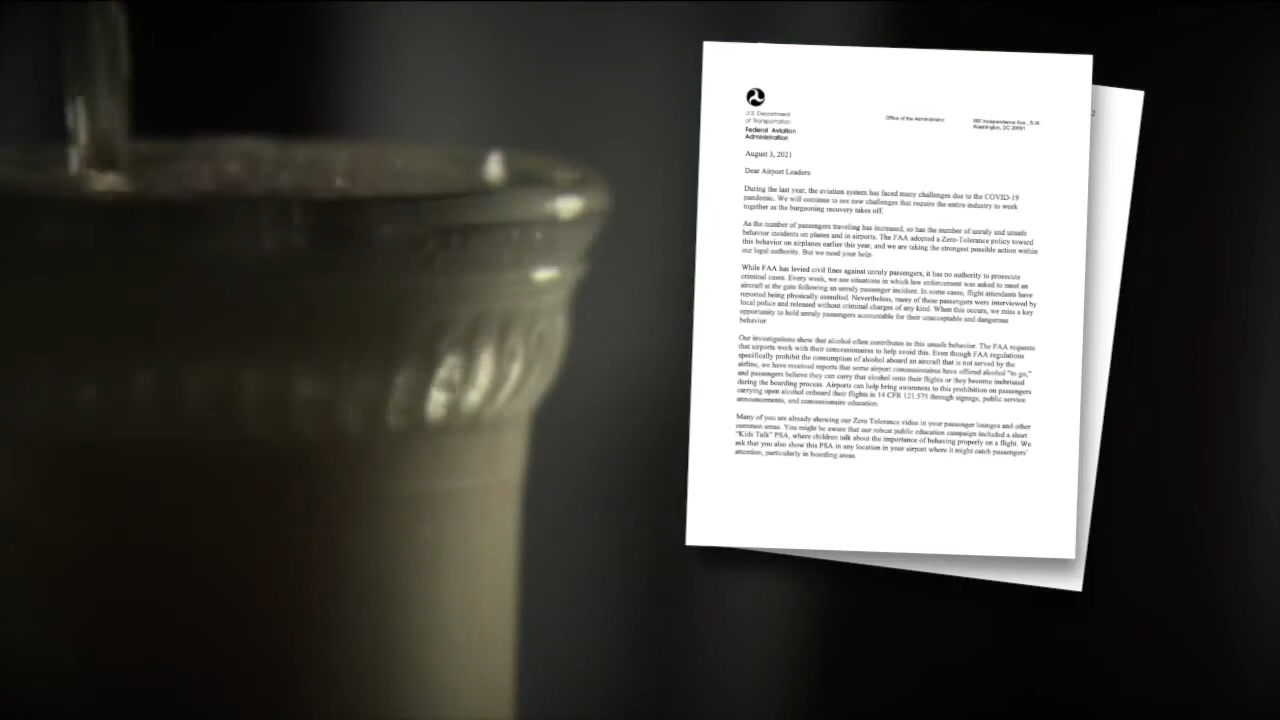 U.S. Department
of Transportation
Federal Aviation
Administration
Office of the Administrator
800 Independence Ave., S.W.
Washington, DC 20591
August 3, 2021
Dear Airport Leaders:
During the last year, the aviation system has faced many challenges due to the COVID-19
pandemic. We will continue to see new challenges that require the entire industry to work
together as the burgeoning recovery takes off.
As the number of passengers traveling has increased, so has the number of unruly and unsafe
behavior incidents on planes and in airports. The FAA adopted a Zero-Tolerance policy toward
this behavior on airplanes earlier this year, and we are taking the strongest possible action within
our legal authority. But we need your help.
While FAA has levied civil fines against unruly passengers, it has no authority to prosecute
criminal cases. Every week, we see situations in which law enforcement was asked to meet an
aircraft at the gate following an unruly passenger incident. In some cases, flight attendants have
reported being physically assaulted. Nevertheless, many of these passengers were interviewed by
local police and released without criminal charges of any kind. When this occurs, we miss a key
opportunity to hold unruly passengers accountable for their unacceptable and dangerous
behavior.
Our investigations show that alcohol often contributes to this unsafe behavior. The FAA requests
that airports work with their concessionaires to help avoid this. Even though FAA regulations
specifically prohibit the consumption of alcohol aboard an aircraft that is not served by the
airline, we have received reports that some airport concessionaires have offered alcohol "to go,"
and passengers believe they can carry that alcohol onto their flights or they become inebriated
during the boarding process. Airports can help bring awareness to this prohibition on passengers
carrying open alcohol onboard their flights in 14 CFR 121.575 through signage, public service
announcements, and concessionaire education.
Many of you are already showing our Zero Tolerance video in your passenger lounges and other
common areas. You might be aware that our robust public education campaign included a short
"Kids Talk" PSA, where children talk about the importance of behaving properly on a flight. We
ask that you also show this PSA in any location in your airport where it might catch passengers'
attention, particularly in boarding areas.
2